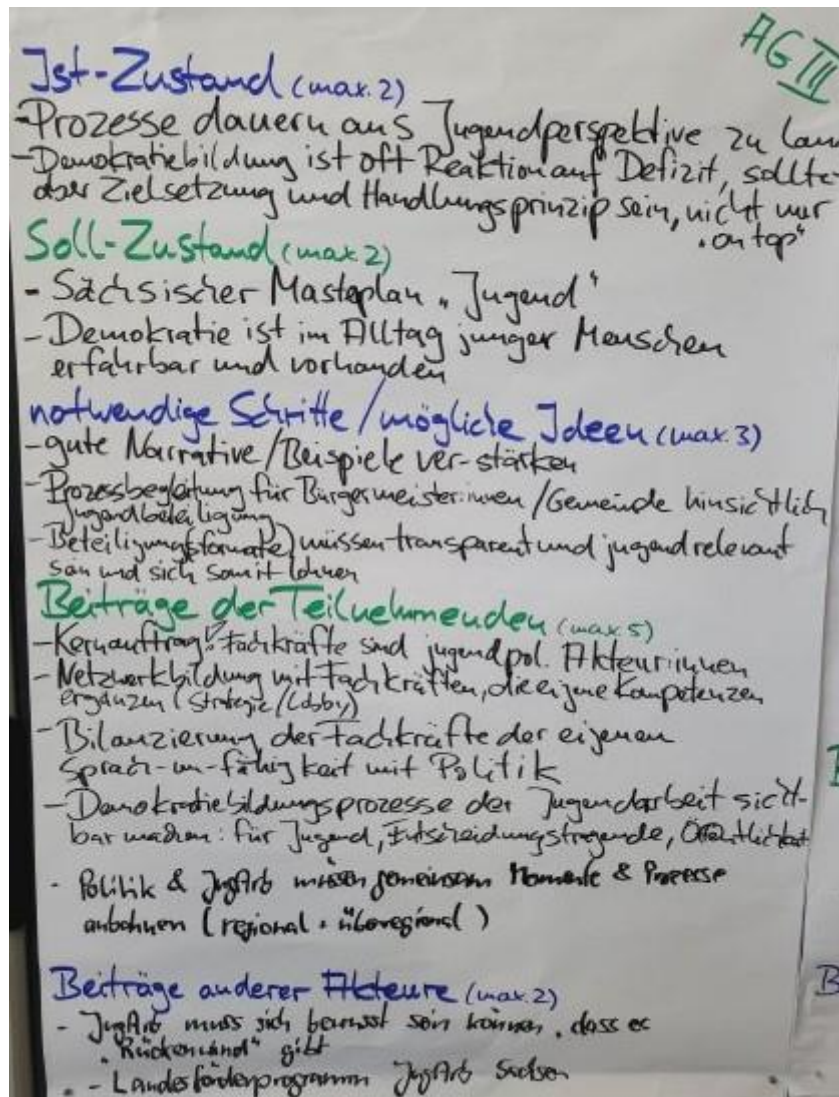 AG III
Ist-Zustand (max. 2)
- Prozesse dauern aus Jugendperspektive zu lan
- Demokratiebildung ist oft Reaktion auf Defizit, sollte
aber Zielsetzung und Handlungsprinzip sein, nicht nur
"on top"
Soll-Zustand (max 2)
- Sächsischer Masterplan "Jugend"
- Demokratie ist im Alltag junger Menschen
erfahrbar und vorhanden
notwendige Schritte / mögliche Ideen (max. 3)
- gute Narrative / Beispiele ver-stärken
- Prozessbegleitung für Bürgermeister:innen / Gemeinde hinsichtlich
Jugendbeteiligung
- Beteiligung(sformate) müssen transparent und jugendrelevant
sein und sich somit lohnen
Beiträge der Teilnehmenden (max. 5)
- Kernauftrag: Fachkräfte sind jugendpol. Akteur:innen
- Netzwerkbildung mit Fachkräften, die eigene Kompetenzen
ergänzen (Strategie / Lobby)
- Bilanzierung der Fachkräfte der eigenen
Sprach-un-fähigkeit mit Politik
- Demokratiebildungsprozesse der Jugendarbeit sicht-
bar machen: für Jugend, Entscheidungstragende, Öffentlichkeit
- Politik & JugArb müssen gemeinsam Momente & Prozesse
anbahnen (regional + überregional)
Beiträge anderer Akteure (max. 2)
- JugArb muss sich bewusst sein können, dass es
"Rückenwind" gibt
- Landesförderprogramm JugArb Sachsen